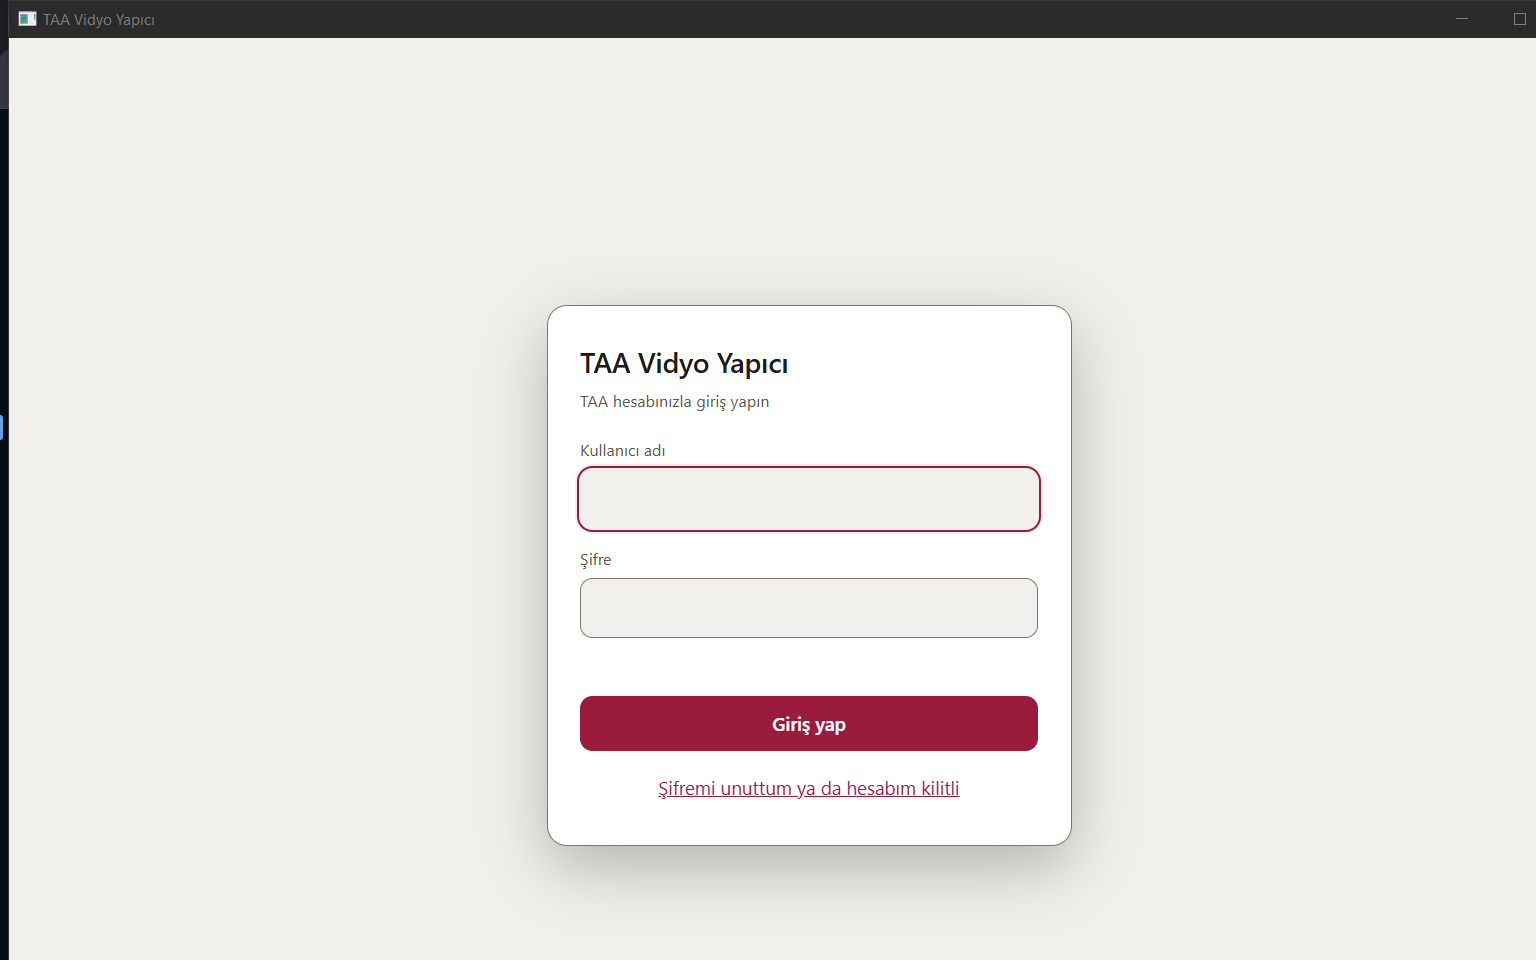 TAA Vidyo Yapıcı
TAA Vidyo Yapıcı
TAA hesabınızla giriş yapın
Kullanıcı adı
Şifre
Giriş yap
Şifremi unuttum ya da hesabım kilitli